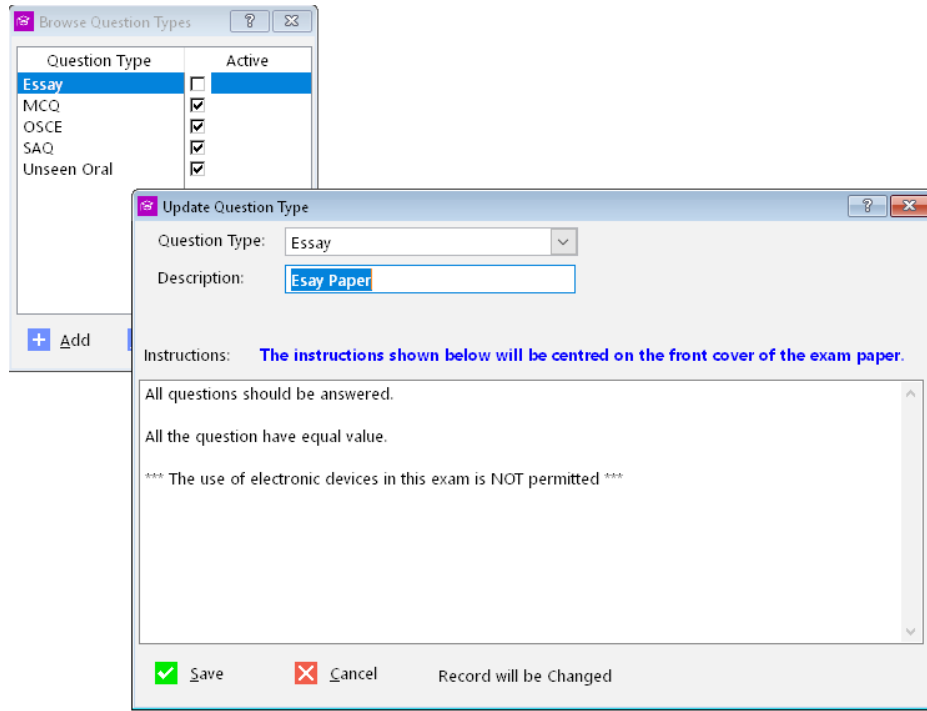 Browse Question Types
Question Type Active
Essay
MCQ
OSCE
SAQ
Unseen Oral
Add
Update Question Type
Question Type: Essay
Description: Esay Paper
Instructions: The instructions shown below will be centred on the front cover of the exam paper.
All questions should be answered.
All the question have equal value.
*** The use of electronic devices in this exam is NOT permitted ***
Save Cancel Record will be Changed